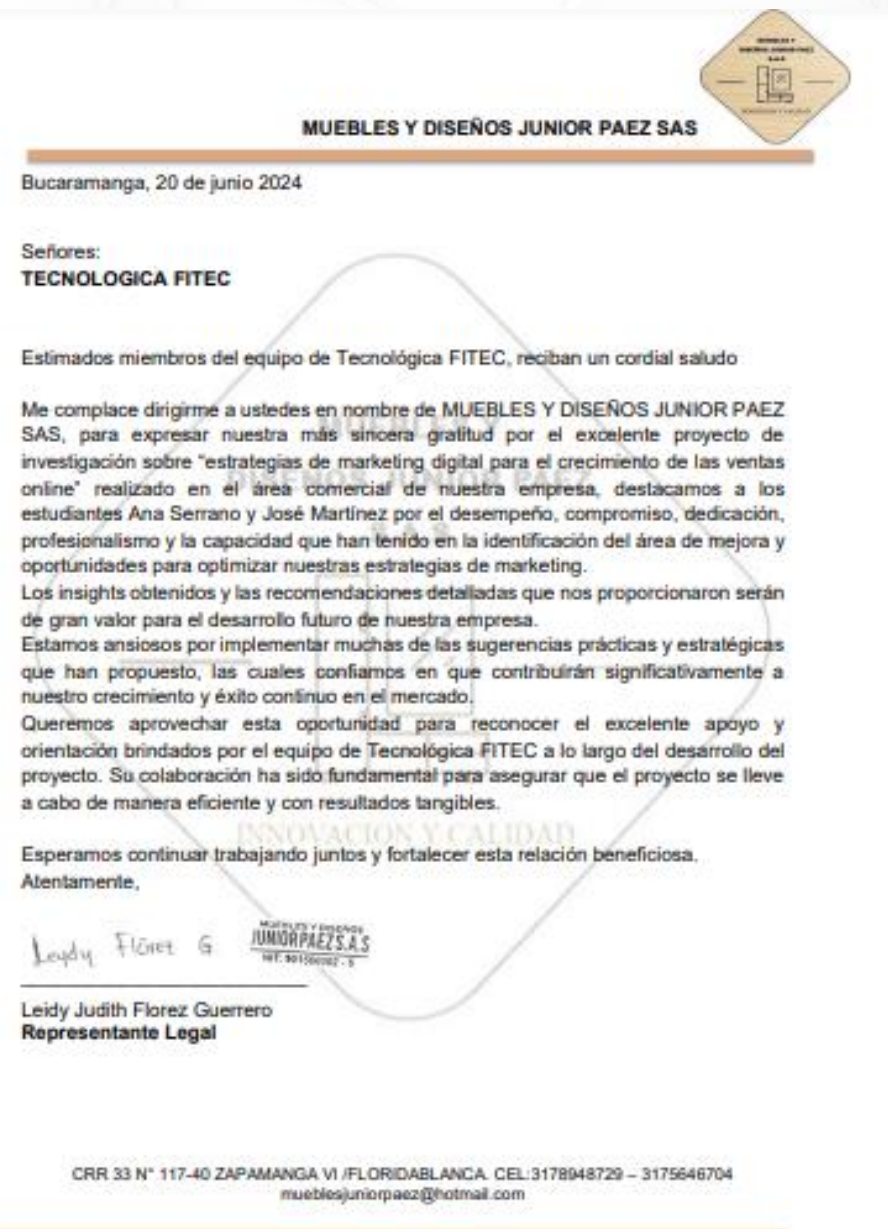 MUEBLES Y
DISEÑOS JUNIOR PAEZ
S.A.S
MUEBLES Y DISEÑOS JUNIOR PAEZ SAS
Bucaramanga, 20 de junio 2024
Señores:
TECNOLOGICA FITEC
Estimados miembros del equipo de Tecnológica FITEC, reciban un cordial saludo
Me complace dirigirme a ustedes en nombre de MUEBLES Y DISEÑOS JUNIOR PAEZ
SAS, para expresar nuestra más sincera gratitud por el excelente proyecto de
investigación sobre “estrategias de marketing digital para el crecimiento de las ventas
online” realizado en el área comercial de nuestra empresa, destacamos a los
estudiantes Ana Serrano y José Martínez por el desempeño, compromiso, dedicación,
profesionalismo y la capacidad que han tenido en la identificación del área de mejora y
oportunidades para optimizar nuestras estrategias de marketing.
Los insights obtenidos y las recomendaciones detalladas que nos proporcionaron serán
de gran valor para el desarrollo futuro de nuestra empresa.
Estamos ansiosos por implementar muchas de las sugerencias prácticas y estratégicas
que han propuesto, las cuales confiamos en que contribuirán significativamente a
nuestro crecimiento y éxito continuo en el mercado.
Queremos aprovechar esta oportunidad para reconocer el excelente apoyo y
orientación brindados por el equipo de Tecnológica FITEC a lo largo del desarrollo del
proyecto. Su colaboración ha sido fundamental para asegurar que el proyecto se lleve
a cabo de manera eficiente y con resultados tangibles.
INNOVACION Y CALIDAD
Esperamos continuar trabajando juntos y fortalecer esta relación beneficiosa.
Atentamente,
Leydy Flórez G
MUEBLES Y DISEÑOS
JUNIOR PAEZ S.A.S
Leidy Judith Florez Guerrero
Representante Legal
CRR 33 N° 117-40 ZAPAMANGA VI /FLORIDABLANCA. CEL:3178948729 – 3175646704
mueblesjuniorpaez@hotmail.com